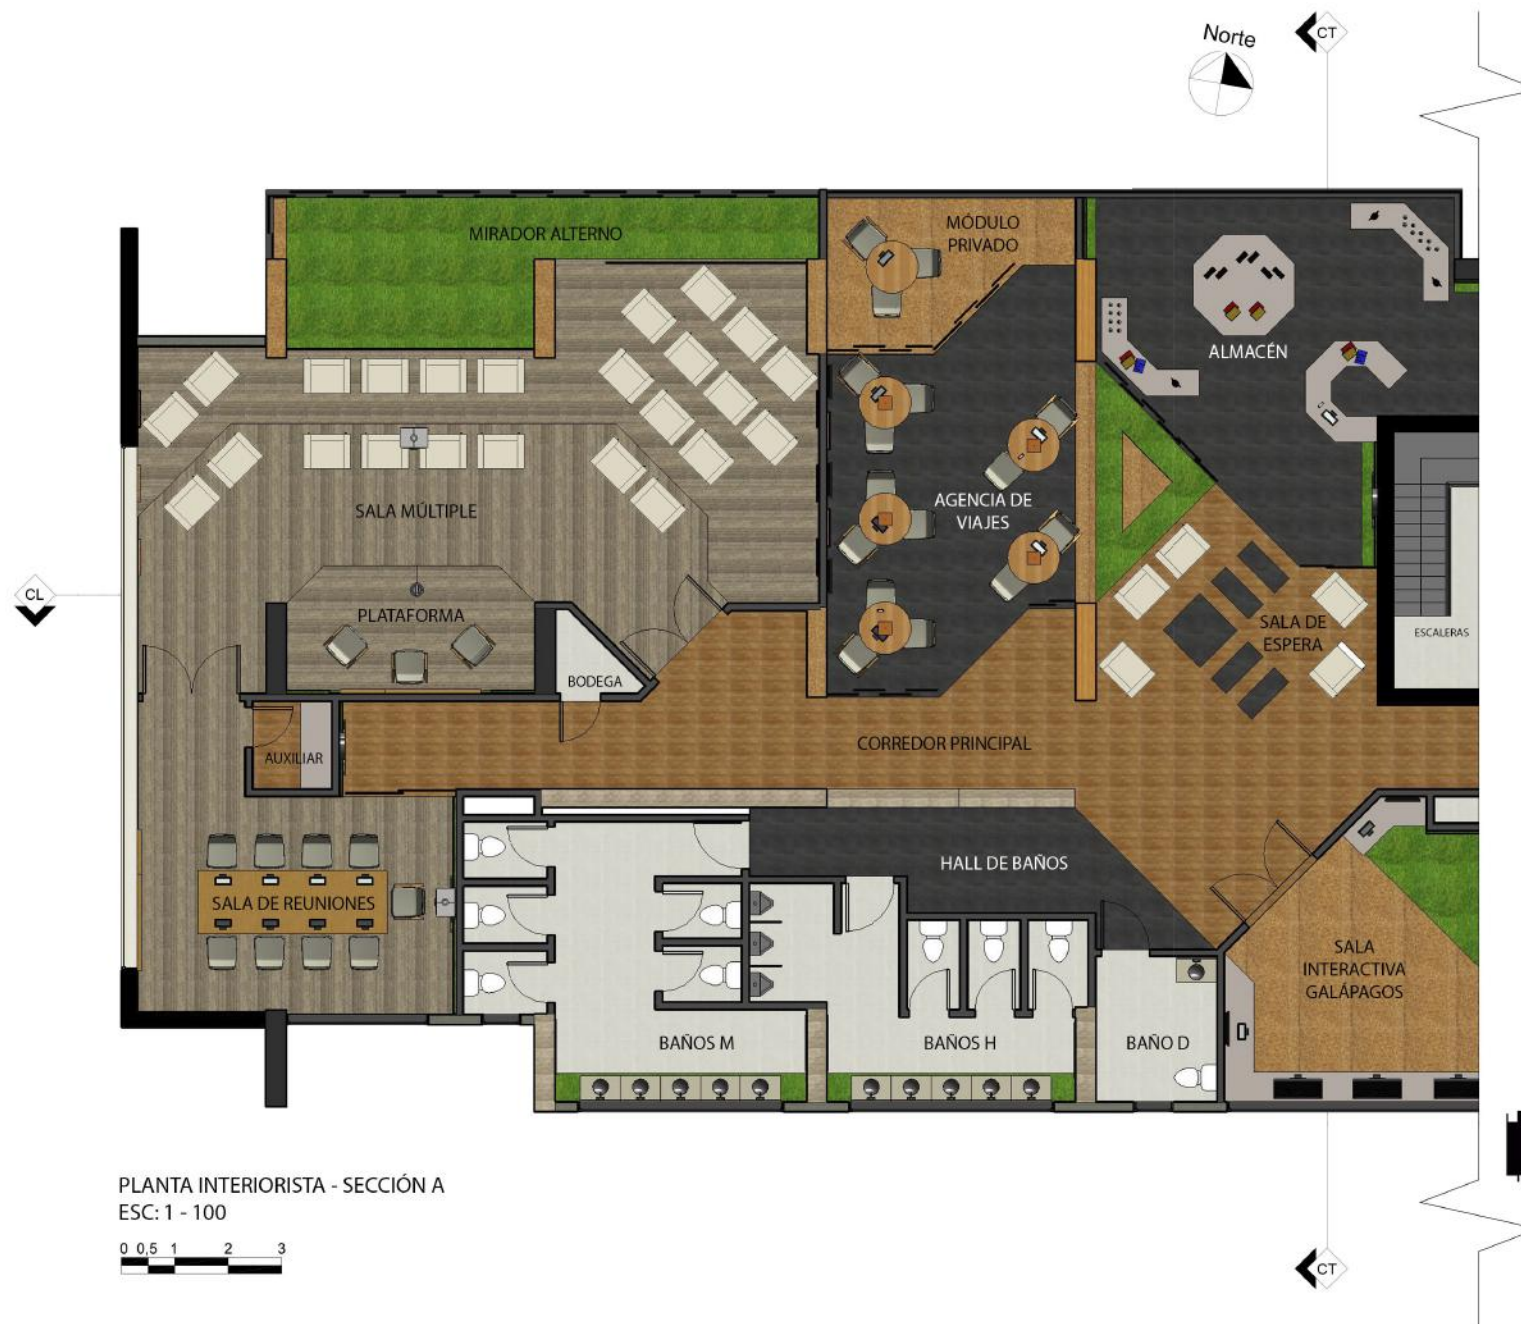 Norte
CT
MIRADOR ALTERNO
MÓDULO
PRIVADO
ALMACÉN
SALA MÚLTIPLE
AGENCIA DE
VIAJES
CL
PLATAFORMA
SALA DE
ESPERA
ESCALERAS
BODEGA
AUXILIAR
CORREDOR PRINCIPAL
HALL DE BAÑOS
SALA DE REUNIONES
SALA
INTERACTIVA
GALÁPAGOS
BAÑOS M
BAÑOS H
BAÑO D
PLANTA INTERIORISTA - SECCIÓN A
ESC: 1 - 100
0 0,5 1 2 3
CT